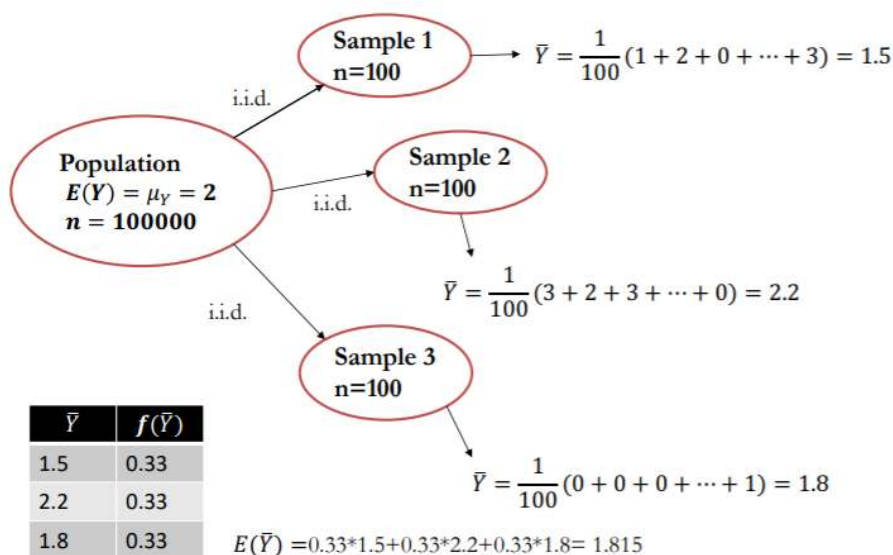 Sample 1
n=100
Ȳ = 1/100 (1 + 2 + 0 + ⋯ + 3) = 1.5
i.i.d.
Population
E(Y) = μ_Y = 2
n = 100000
i.i.d.
Sample 2
n=100
Ȳ = 1/100 (3 + 2 + 3 + ⋯ + 0) = 2.2
i.i.d.
Sample 3
n=100
Ȳ = 1/100 (0 + 0 + 0 + ⋯ + 1) = 1.8
Ȳ f(Ȳ)
1.5 0.33
2.2 0.33
1.8 0.33
E(Ȳ) =0.33*1.5+0.33*2.2+0.33*1.8= 1.815